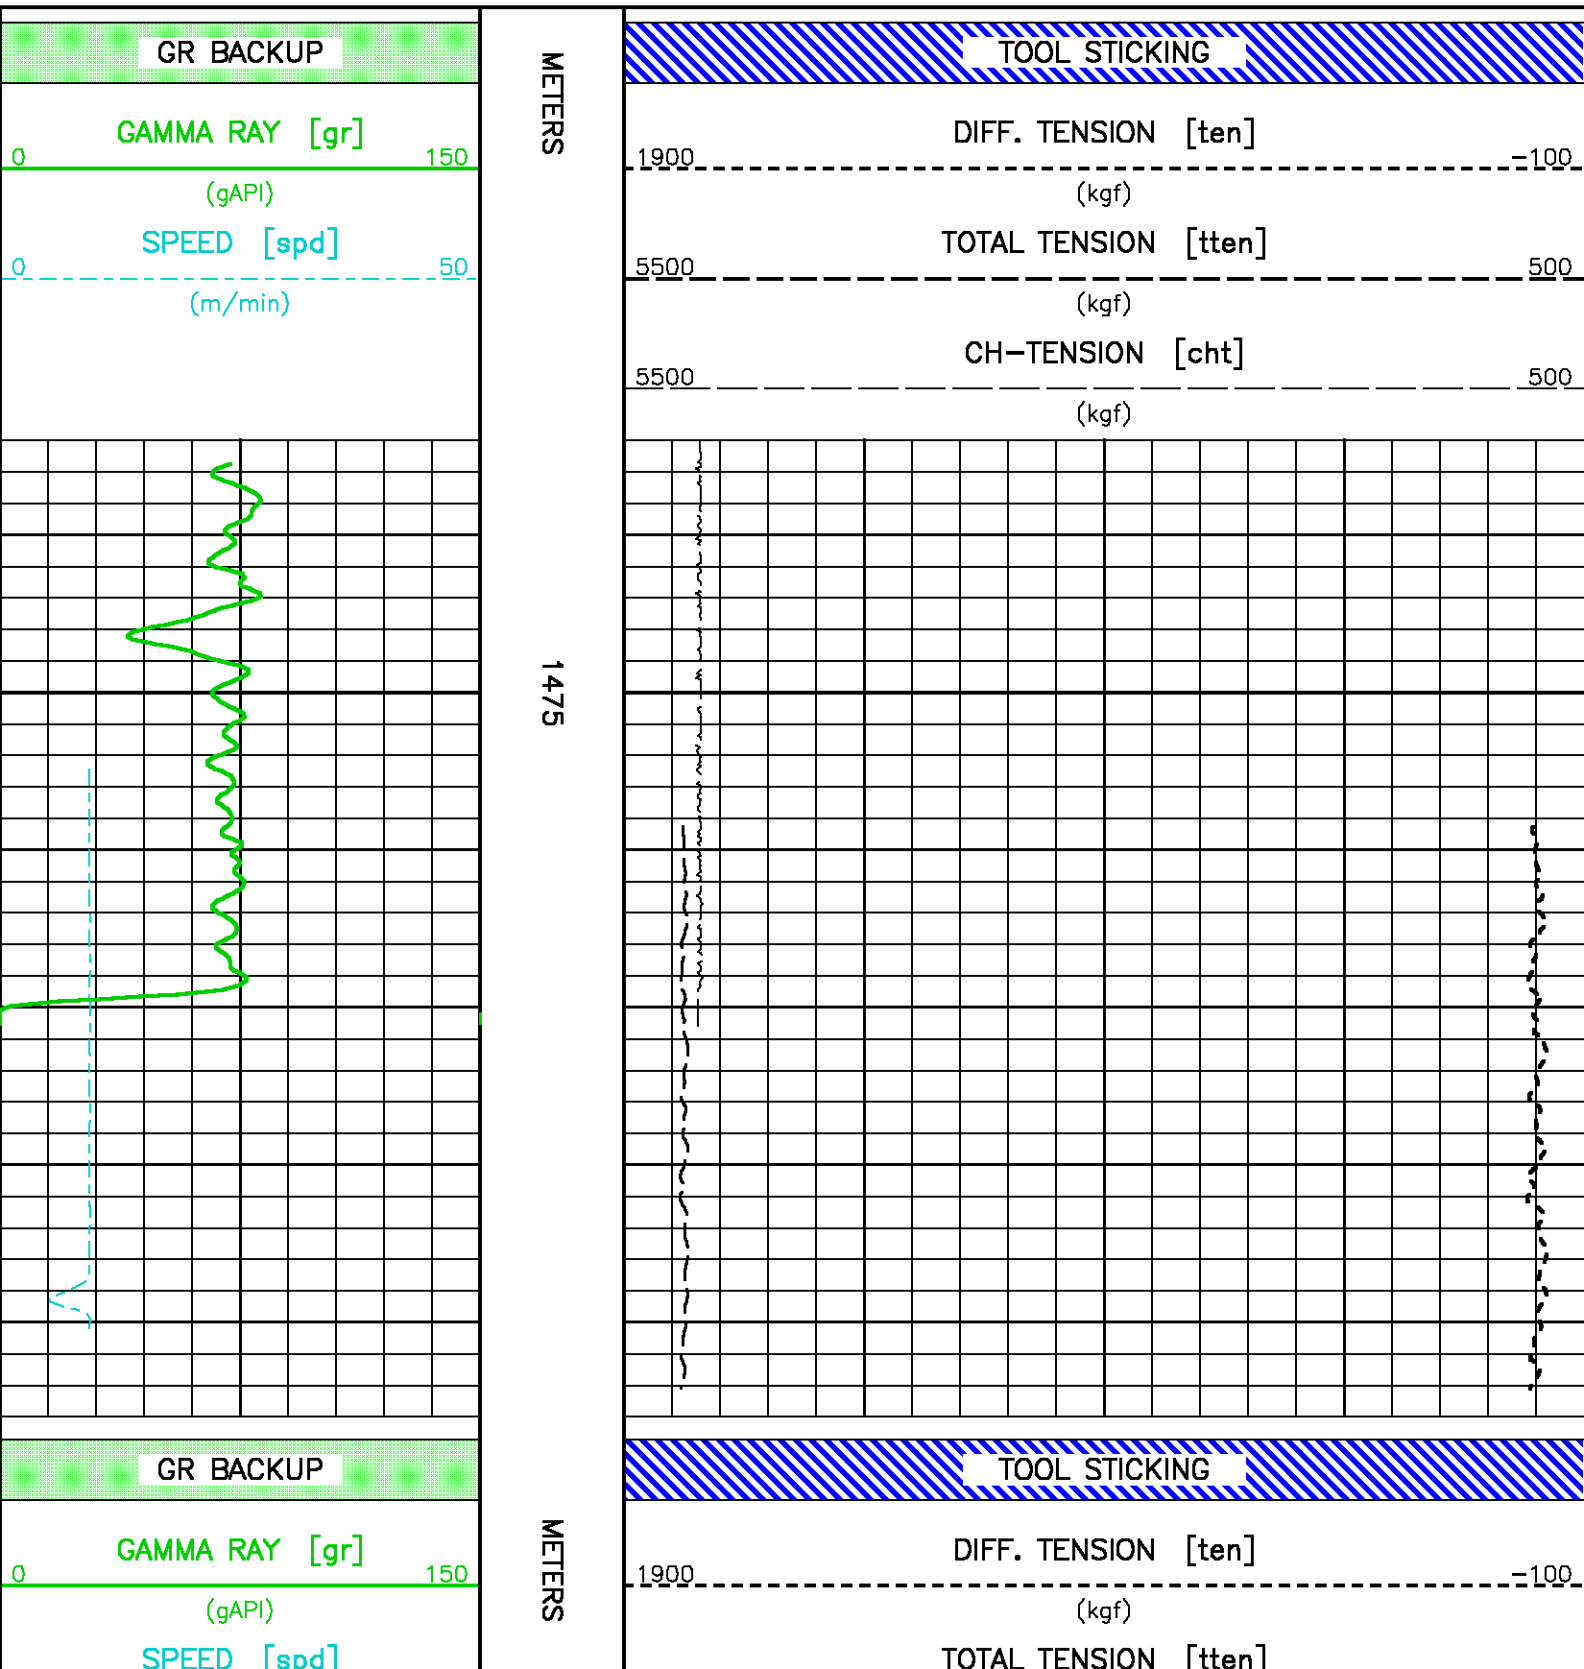 GR BACKUP
GAMMA RAY [gr]
0 150
(gAPI)
SPEED [spd]
0 50
(m/min)
METERS
TOOL STICKING
DIFF. TENSION [ten]
1900 -100
(kgf)
TOTAL TENSION [tten]
5500 500
(kgf)
CH-TENSION [cht]
5500 500
(kgf)
1475
GR BACKUP
GAMMA RAY [gr]
0 150
(gAPI)
SPEED [spd]
METERS
TOOL STICKING
DIFF. TENSION [ten]
1900 -100
(kgf)
TOTAL TENSION [tten]